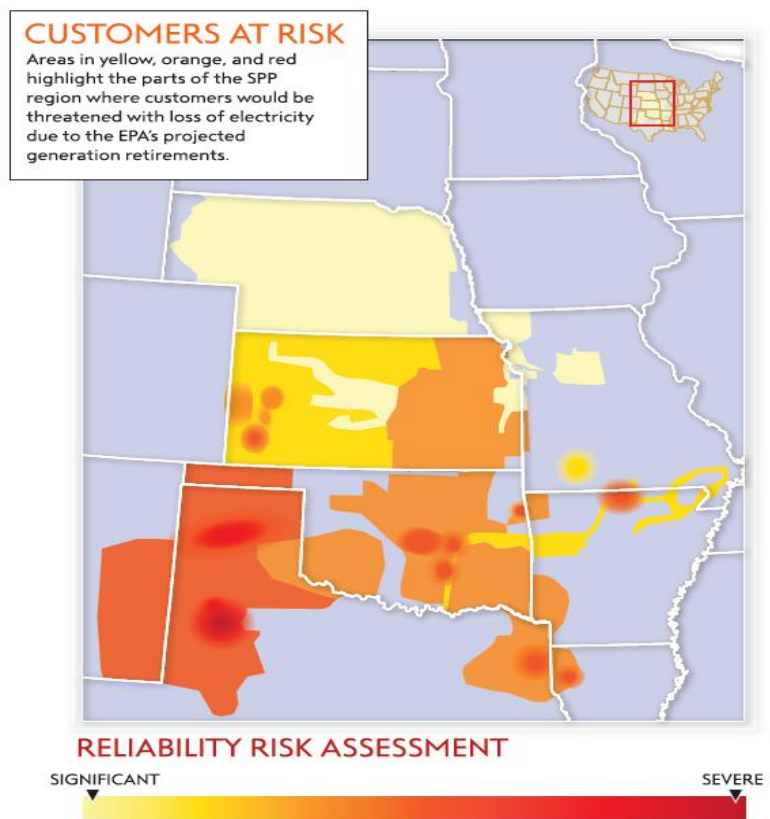 CUSTOMERS AT RISK
Areas in yellow, orange, and red
highlight the parts of the SPP
region where customers would be
threatened with loss of electricity
due to the EPA's projected
generation retirements.
RELIABILITY RISK ASSESSMENT
SIGNIFICANT
SEVERE